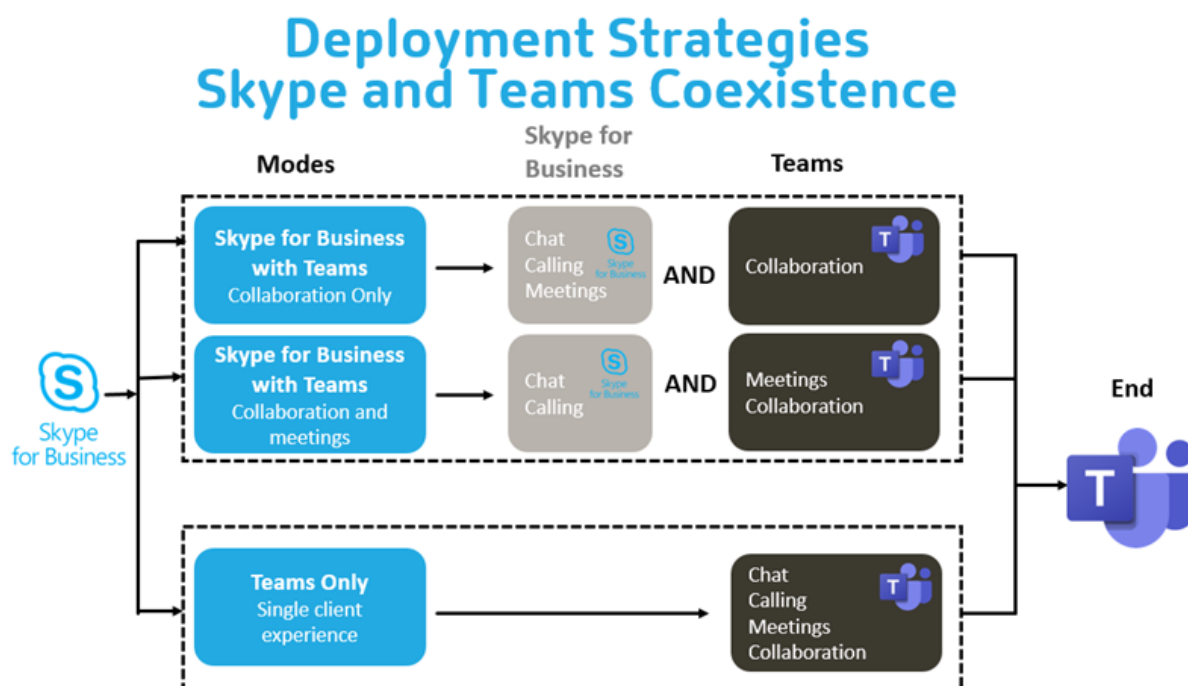 Deployment Strategies
Skype and Teams Coexistence
Modes
Skype for
Business
Teams
Skype for Business
with Teams
Collaboration Only
Chat
Calling
Meetings
S
Skype
for Business
AND
Collaboration
T
Skype for Business
with Teams
Collaboration and
meetings
Chat
Calling
S
Skype
for Business
AND
Meetings
Collaboration
T
S
Skype
for Business
End
T
Teams Only
Single client
experience
Chat
Calling
Meetings
Collaboration
T